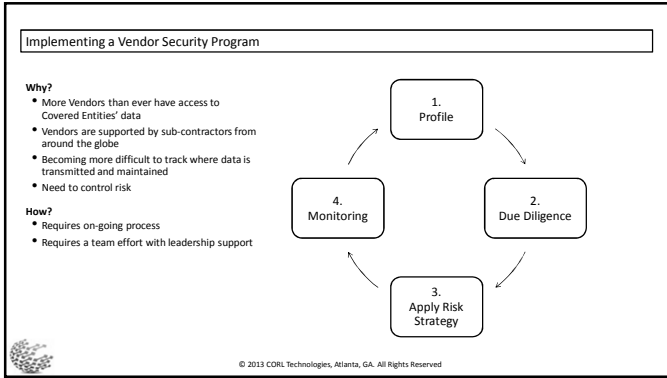 Implementing a Vendor Security Program
Why?
• More Vendors than ever have access to
Covered Entities' data
• Vendors are supported by sub-contractors from
around the globe
• Becoming more difficult to track where data is
transmitted and maintained
• Need to control risk
How?
• Requires on-going process
• Requires a team effort with leadership support
1.
Profile
2.
Due Diligence
3.
Apply Risk
Strategy
4.
Monitoring
© 2013 CORL Technologies, Atlanta, GA. All Rights Reserved